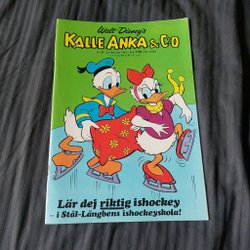 Walt Disney's
KALLE ANKA & C:O
Lär dej riktig ishockey
i Stål-Långbens ishockeyskola!